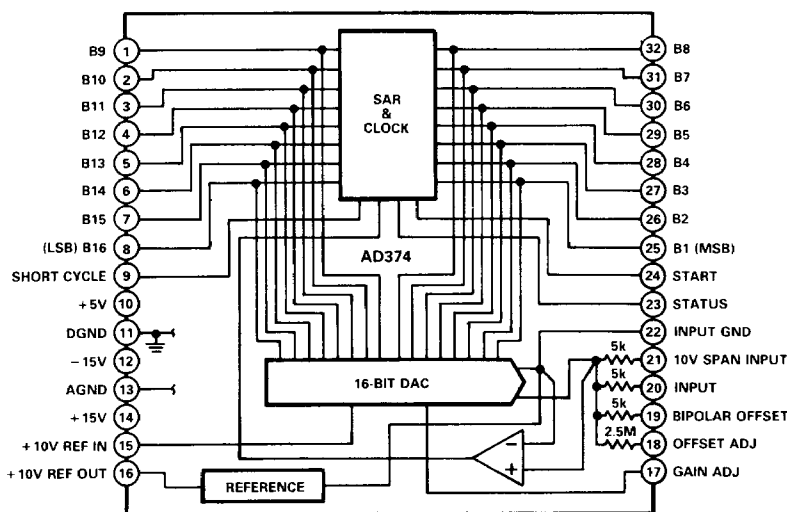 B9 1
B10 2
B11 3
B12 4
B13 5
B14 6
B15 7
(LSB) B16 8
SHORT CYCLE 9
+5V 10
DGND 11
−15V 12
AGND 13
+15V 14
+10V REF IN 15
+10V REF OUT 16
SAR
&
CLOCK
AD374
16-BIT DAC
REFERENCE
−
+
32 B8
31 B7
30 B6
29 B5
28 B4
27 B3
26 B2
25 B1 (MSB)
24 START
23 STATUS
22 INPUT GND
5k
21 10V SPAN INPUT
5k
20 INPUT
5k
19 BIPOLAR OFFSET
2.5M
18 OFFSET ADJ
17 GAIN ADJ